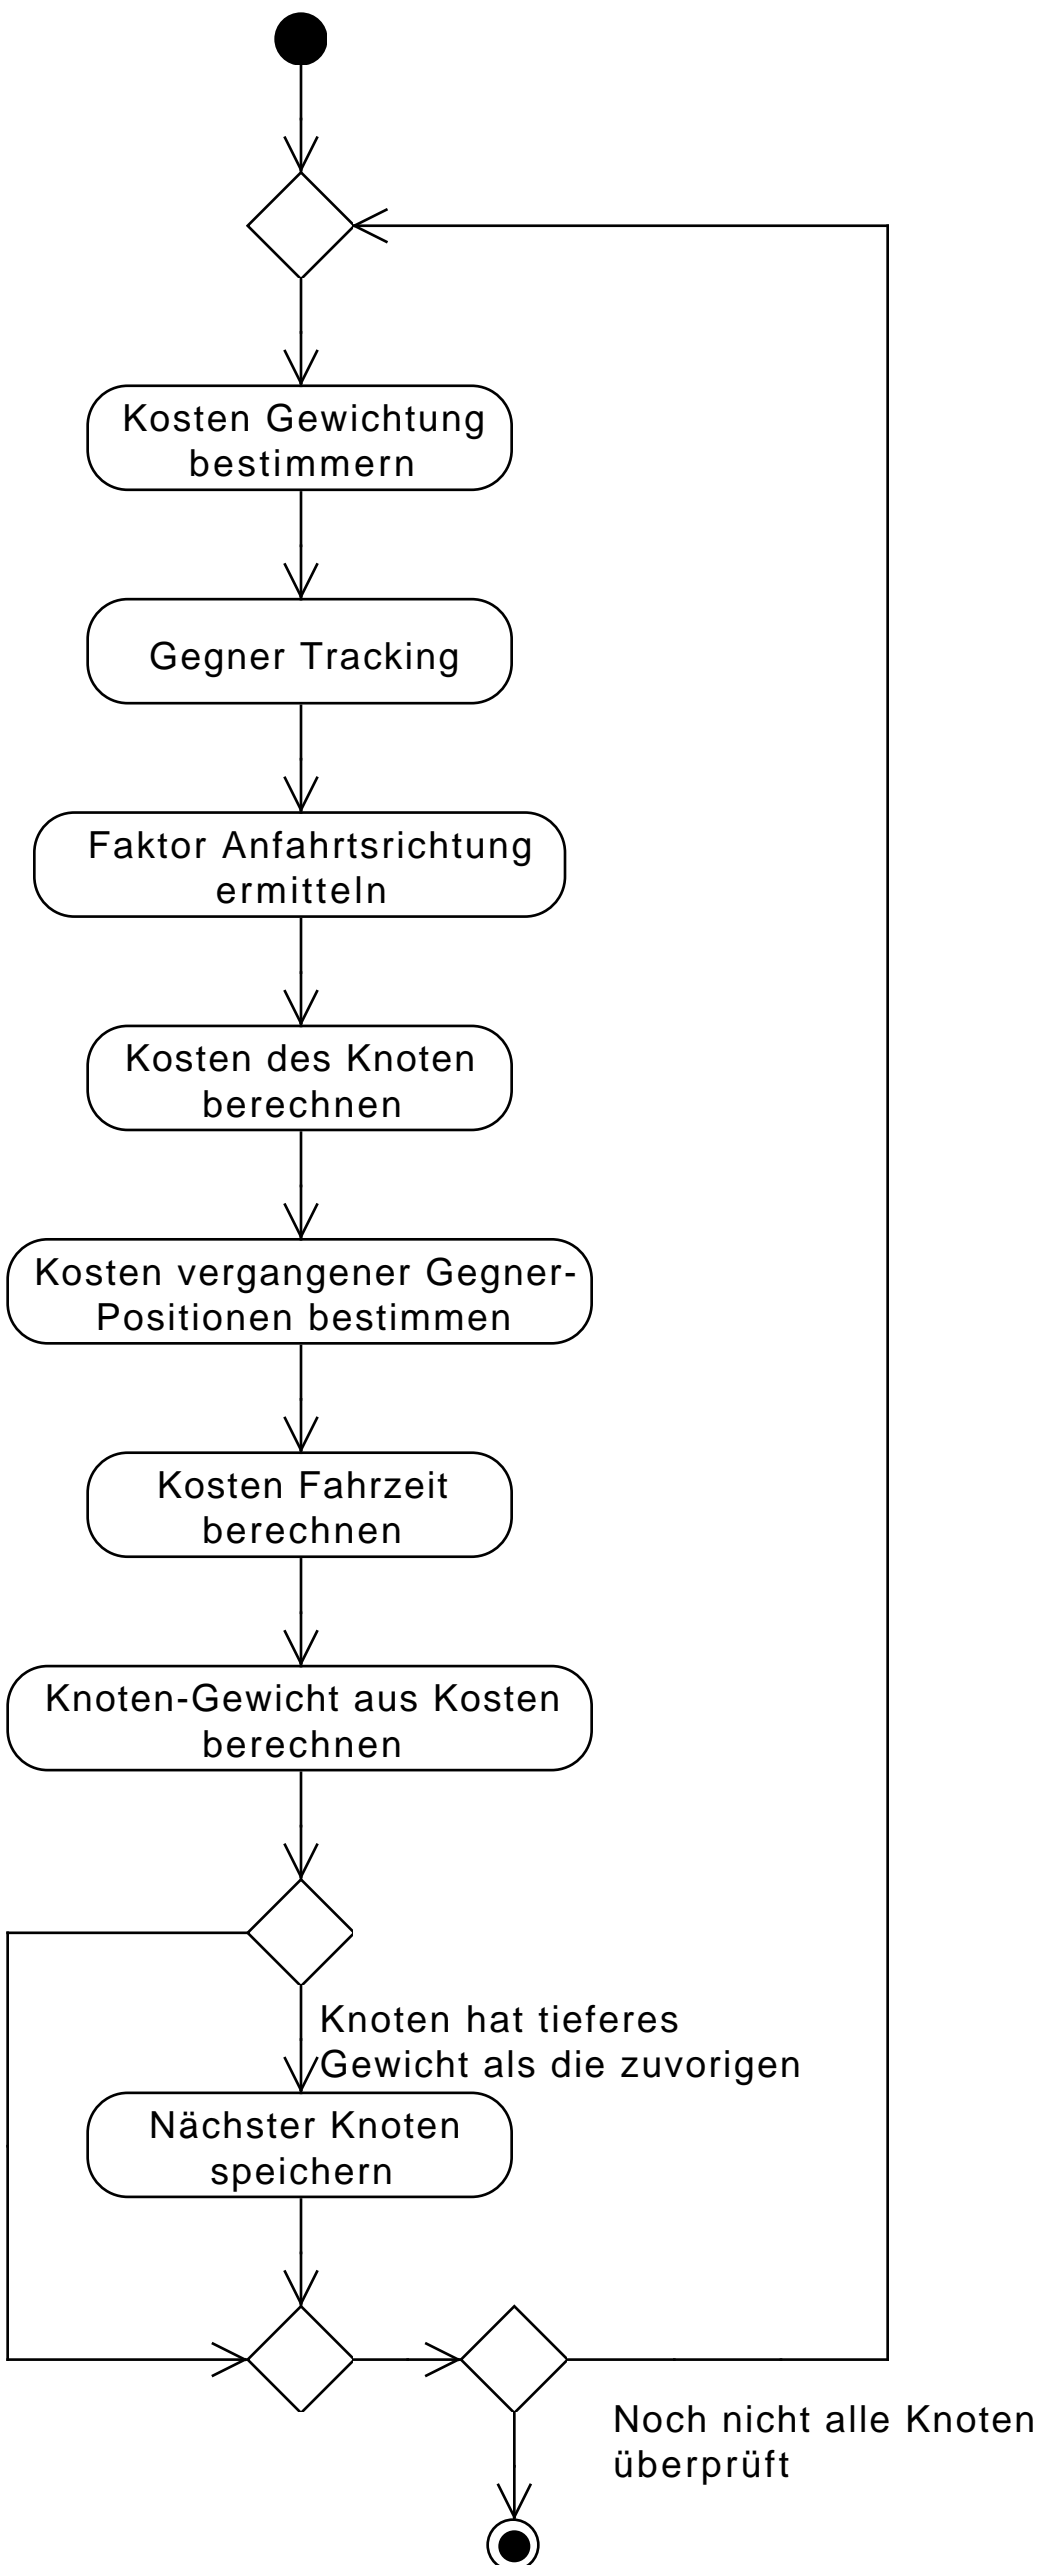 Kosten Gewichtung
bestimmern
Gegner Tracking
Faktor Anfahrtsrichtung
ermitteln
Kosten des Knoten
berechnen
Kosten vergangener Gegner-
Positionen bestimmen
Kosten Fahrzeit
berechnen
Knoten-Gewicht aus Kosten
berechnen
Knoten hat tieferes
Gewicht als die zuvorigen
Nächster Knoten
speichern
Noch nicht alle Knoten
überprüft